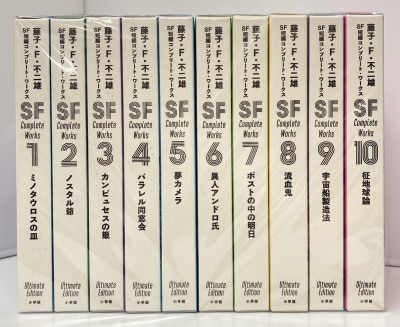 藤子・F・不二雄
SF短編コンプリート・ワークス
SF
Complete
Works
1
ミノタウロスの皿
Ultimate
Edition
小学館
藤子・F・不二雄
SF短編コンプリート・ワークス
SF
Complete
Works
2
ノスタル爺
Ultimate
Edition
小学館
藤子・F・不二雄
SF短編コンプリート・ワークス
SF
Complete
Works
3
カンビュセスの籤
Ultimate
Edition
小学館
藤子・F・不二雄
SF短編コンプリート・ワークス
SF
Complete
Works
4
パラレル同窓会
Ultimate
Edition
小学館
藤子・F・不二雄
SF短編コンプリート・ワークス
SF
Complete
Works
5
夢カメラ
Ultimate
Edition
小学館
藤子・F・不二雄
SF短編コンプリート・ワークス
SF
Complete
Works
6
異人アンドロ氏
Ultimate
Edition
小学館
藤子・F・不二雄
SF短編コンプリート・ワークス
SF
Complete
Works
7
ポストの中の明日
Ultimate
Edition
小学館
藤子・F・不二雄
SF短編コンプリート・ワークス
SF
Complete
Works
8
流血鬼
Ultimate
Edition
小学館
藤子・F・不二雄
SF短編コンプリート・ワークス
SF
Complete
Works
9
宇宙船製造法
Ultimate
Edition
小学館
藤子・F・不二雄
SF短編コンプリート・ワークス
SF
Complete
Works
10
征地球論
Ultimate
Edition
小学館